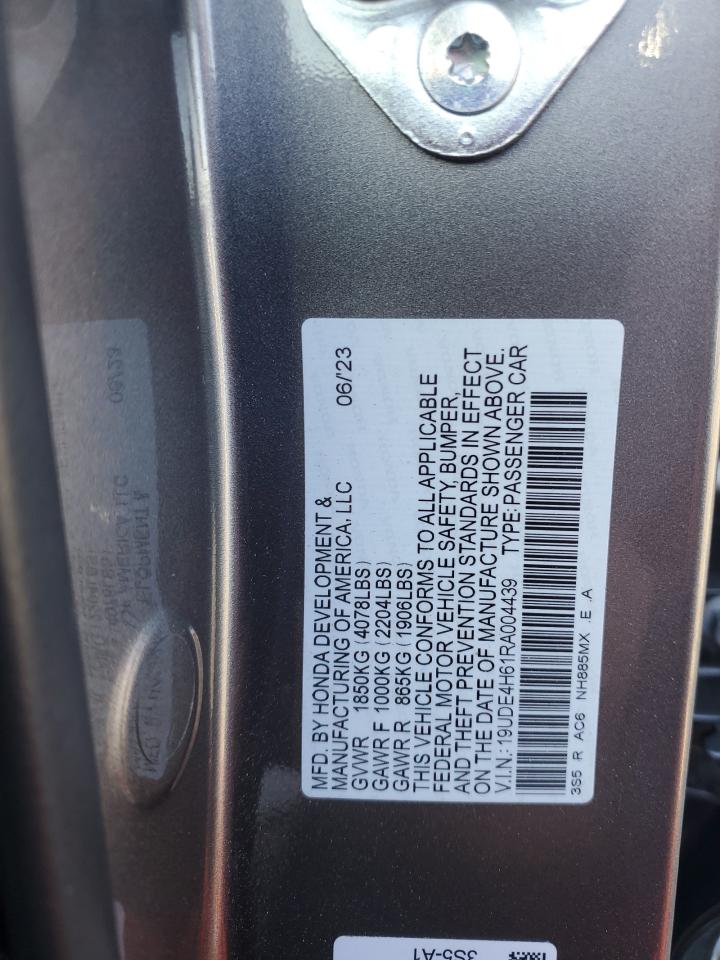 MFD. BY HONDA DEVELOPMENT &
MANUFACTURING OF AMERICA, LLC 06/'23
GVWR 1850KG (4078LBS)
GAWR F 1000KG (2204LBS)
GAWR R 865KG (1906LBS)
THIS VEHICLE CONFORMS TO ALL APPLICABLE
FEDERAL MOTOR VEHICLE SAFETY, BUMPER,
AND THEFT PREVENTION STANDARDS IN EFFECT
ON THE DATE OF MANUFACTURE SHOWN ABOVE.
V.I.N.:19UDE4H61RA004439 TYPE:PASSENGER CAR
3S5 R AC6 NH885MX .E .A
3S5-A1